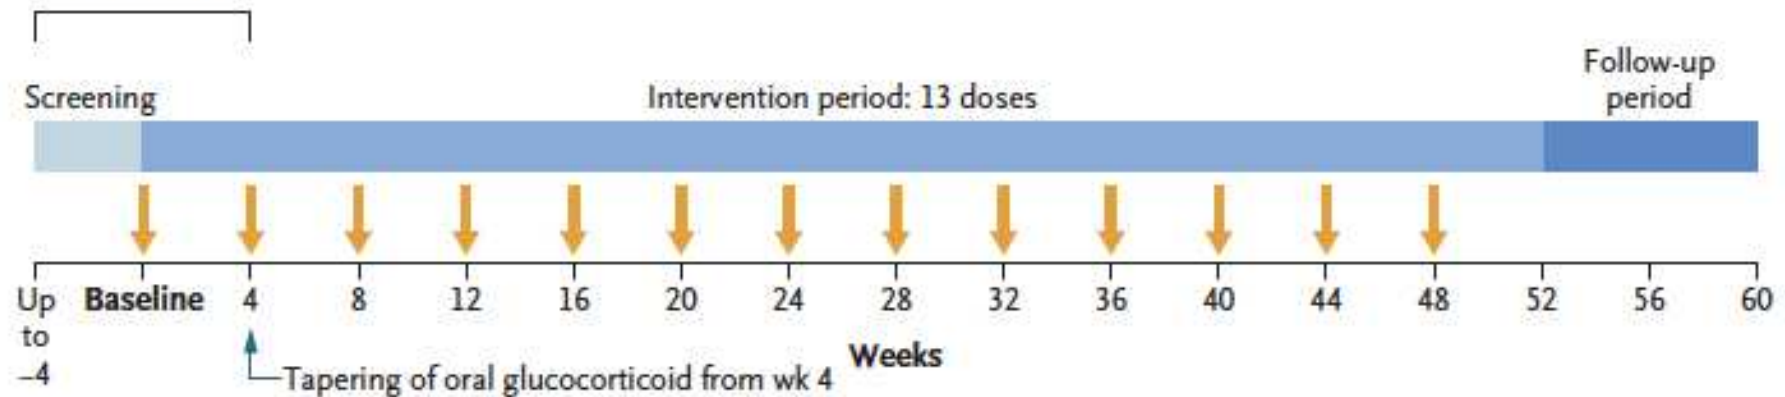 Follow-up
Screening Intervention period: 13 doses period
Up Baseline 4 8 12 16 20 24 28 32 36 40 44 48 52 56 60
to
–4
Weeks
Tapering of oral glucocorticoid from wk 4